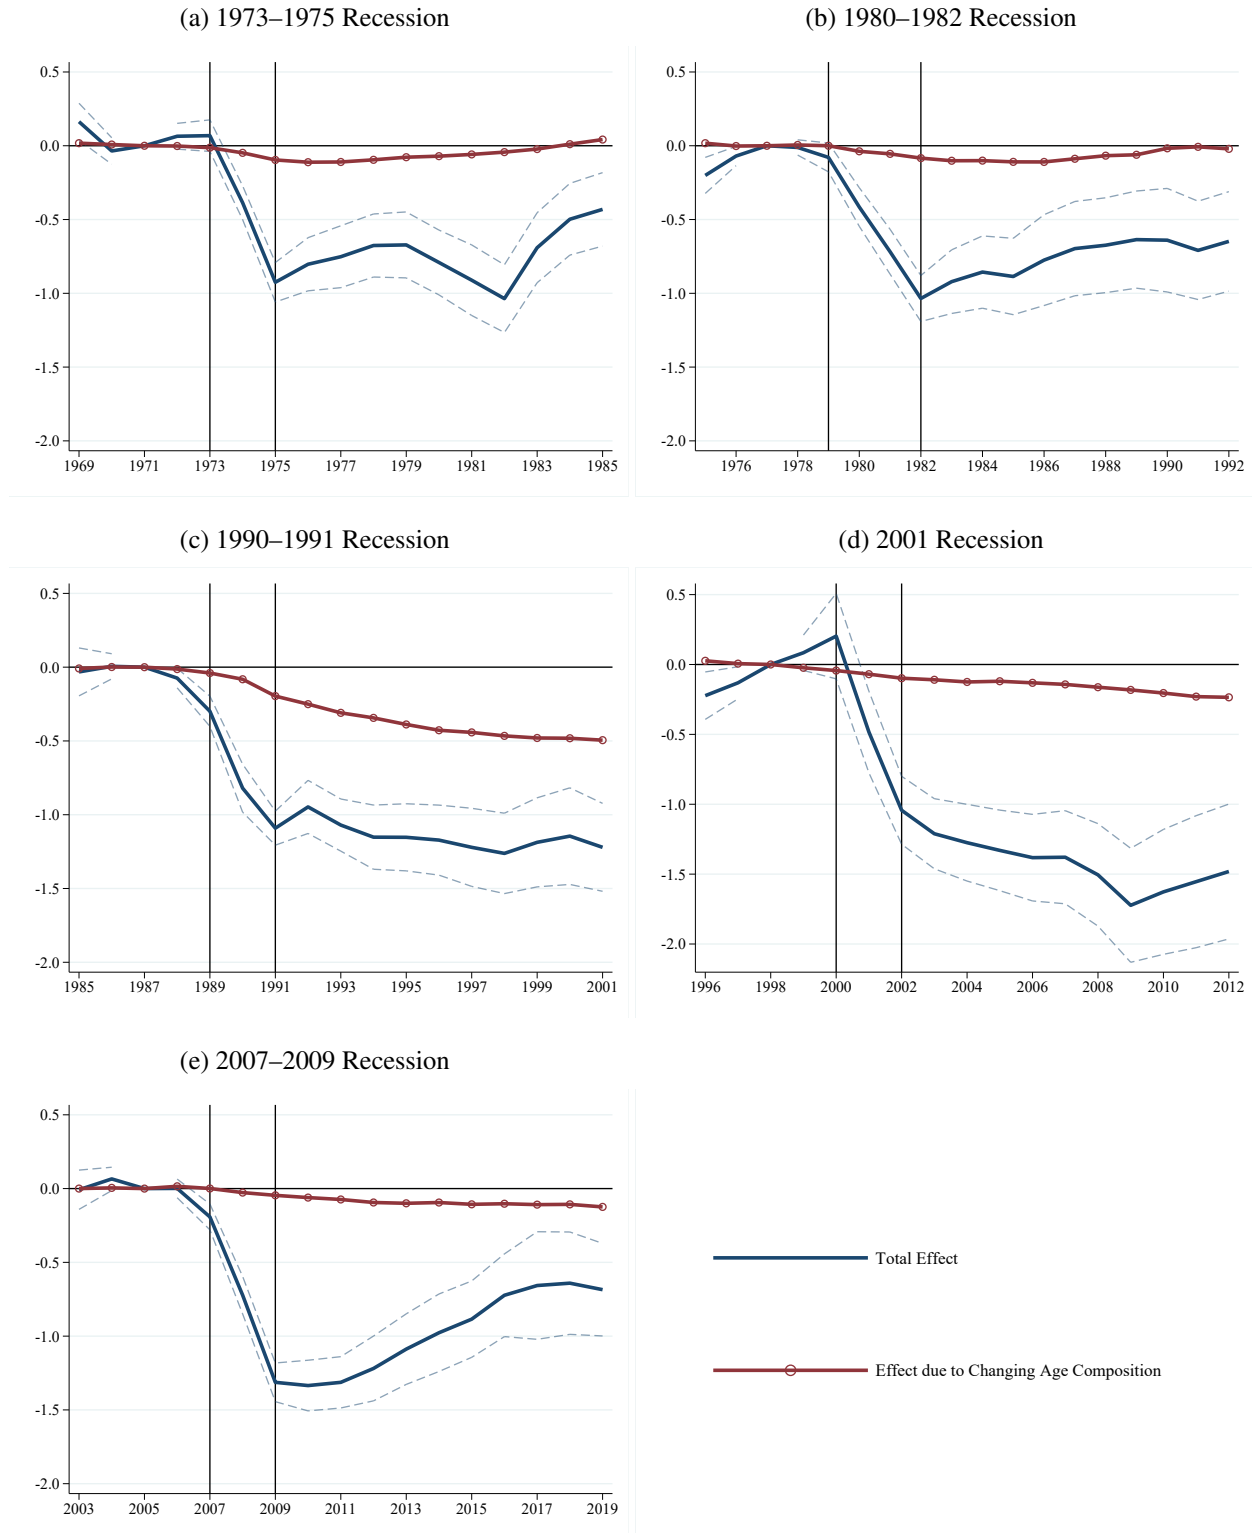 (a) 1973–1975 Recession
0.5
0.0
-0.5
-1.0
-1.5
-2.0
1969 1971 1973 1975 1977 1979 1981 1983 1985
(b) 1980–1982 Recession
0.5
0.0
-0.5
-1.0
-1.5
-2.0
1976 1978 1980 1982 1984 1986 1988 1990 1992
(c) 1990–1991 Recession
0.5
0.0
-0.5
-1.0
-1.5
-2.0
1985 1987 1989 1991 1993 1995 1997 1999 2001
(d) 2001 Recession
0.5
0.0
-0.5
-1.0
-1.5
-2.0
1996 1998 2000 2002 2004 2006 2008 2010 2012
(e) 2007–2009 Recession
0.5
0.0
-0.5
-1.0
-1.5
-2.0
2003 2005 2007 2009 2011 2013 2015 2017 2019
Total Effect
Effect due to Changing Age Composition